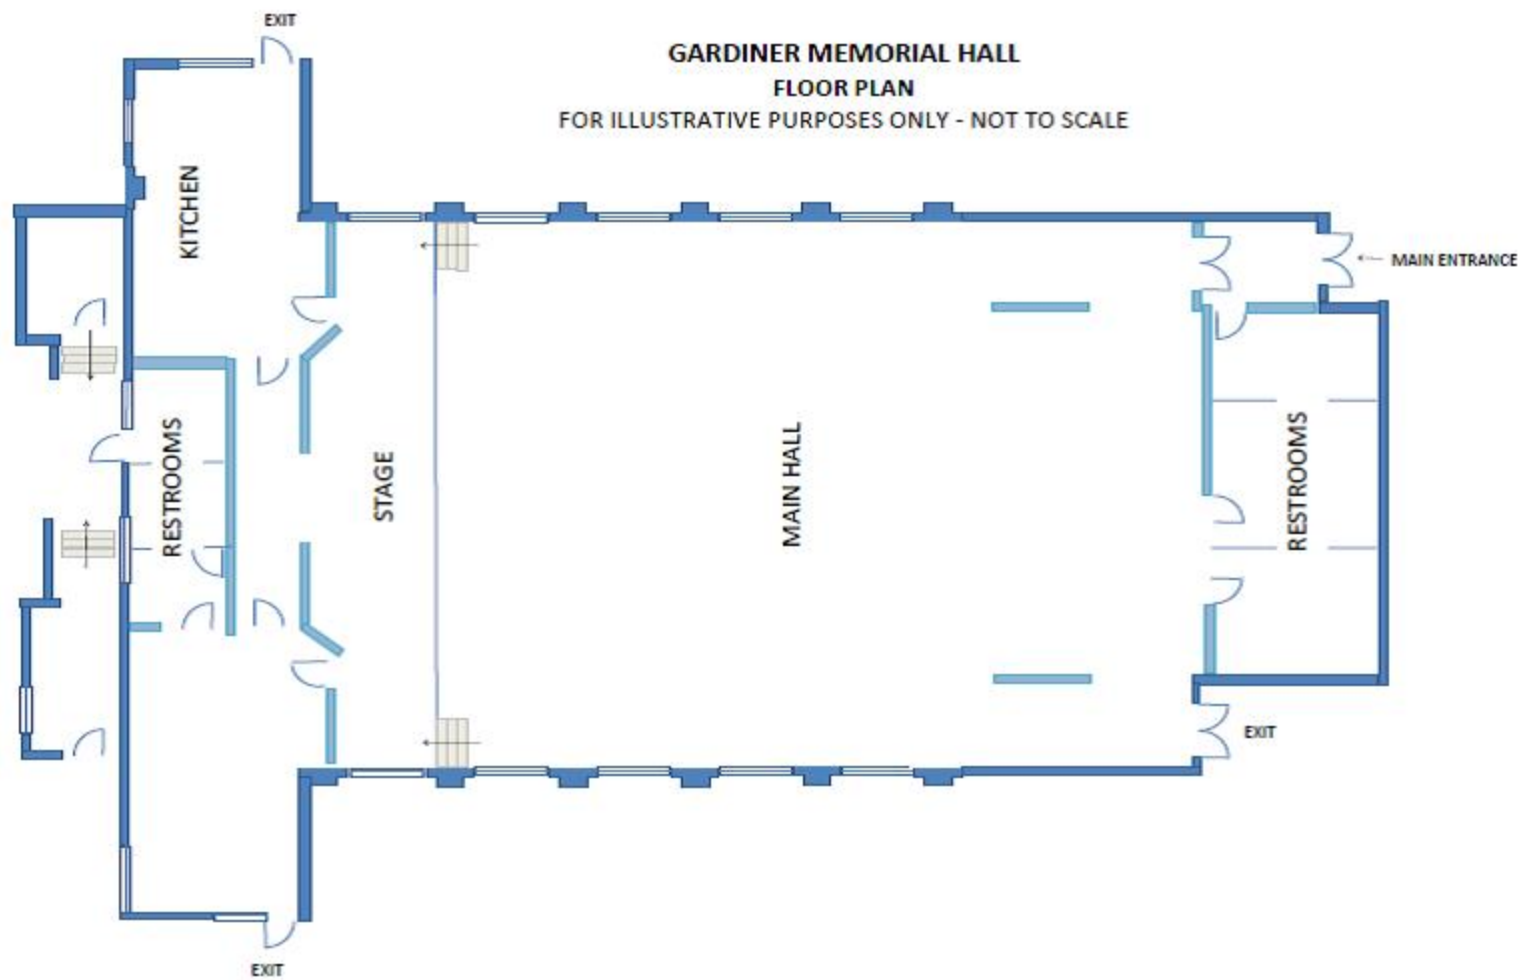 EXIT
GARDINER MEMORIAL HALL
FLOOR PLAN
FOR ILLUSTRATIVE PURPOSES ONLY - NOT TO SCALE
KITCHEN
MAIN ENTRANCE
RESTROOMS
STAGE
MAIN HALL
RESTROOMS
EXIT
EXIT